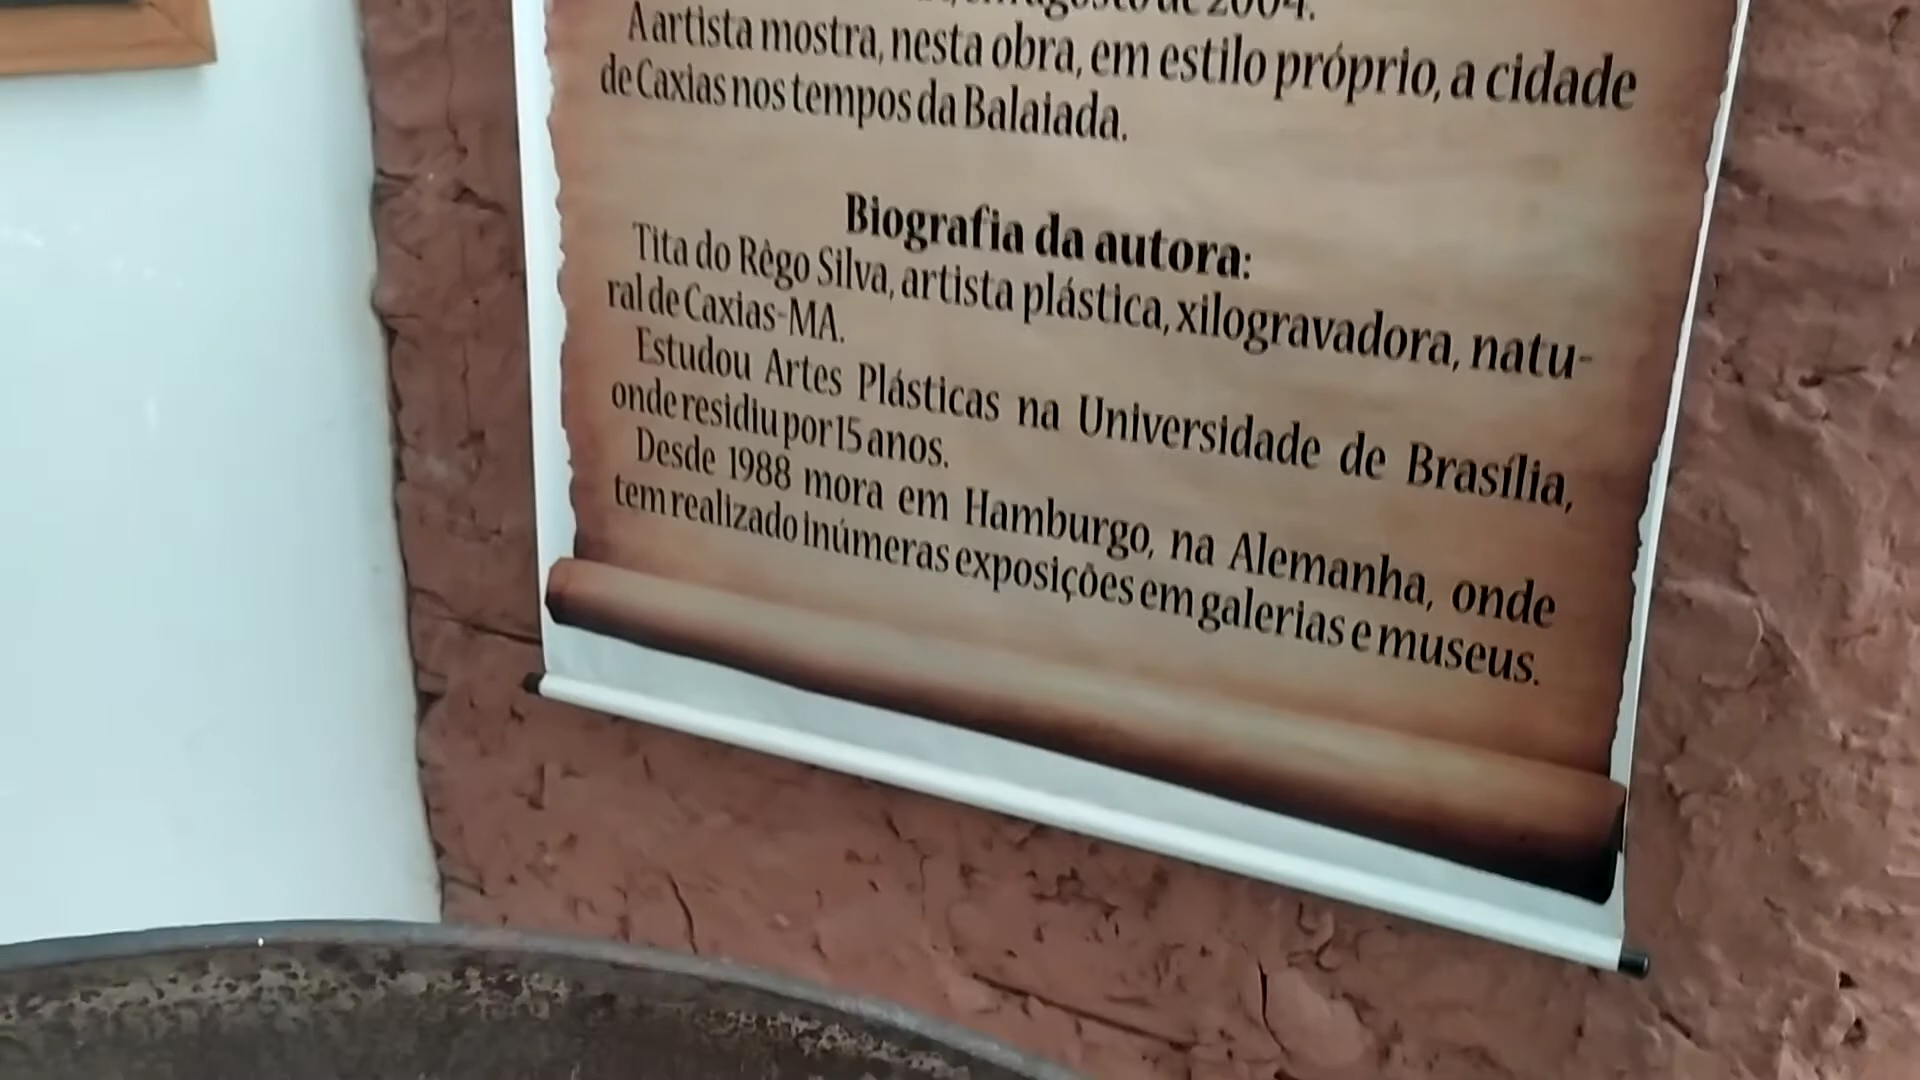 de 2004.
A artista mostra, nesta obra, em estilo próprio, a cidade
de Caxias nos tempos da Balaiada.
Biografia da autora:
Tita do Rêgo Silva, artista plástica, xilogravadora, natu-
ral de Caxias-MA.
Estudou Artes Plásticas na Universidade de Brasília,
onde residiu por 15 anos.
Desde 1988 mora em Hamburgo, na Alemanha, onde
tem realizado inúmeras exposições em galerias e museus.